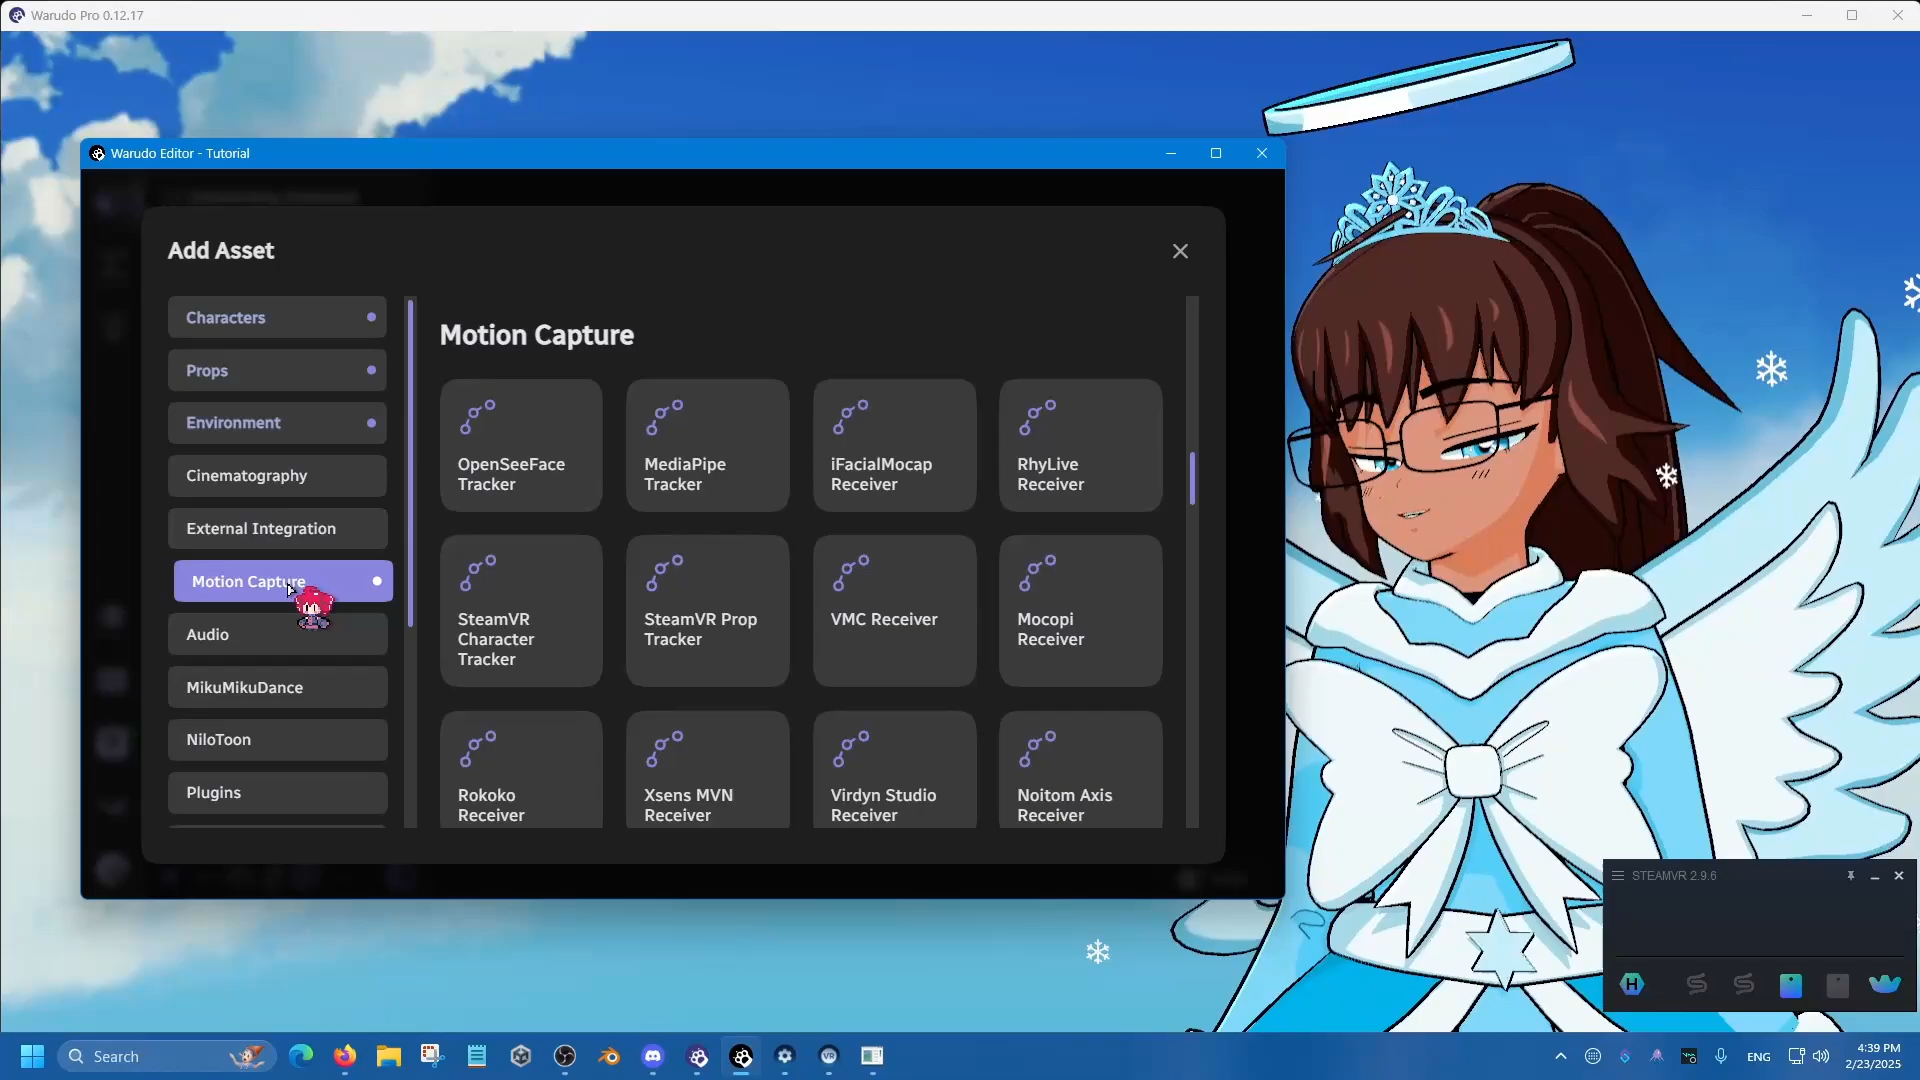 Warudo Pro 0.12.17
Warudo Editor - Tutorial
Add Asset
Characters
Props
Environment
Cinematography
External Integration
Motion Capture
Audio
MikuMikuDance
NiloToon
Plugins
Motion Capture
OpenSeeFace
Tracker
MediaPipe
Tracker
iFacialMocap
Receiver
RhyLive
Receiver
SteamVR
Character
Tracker
SteamVR Prop
Tracker
VMC Receiver
Mocopi
Receiver
Rokoko
Receiver
Xsens MVN
Receiver
Virdyn Studio
Receiver
Noitom Axis
Receiver
STEAMVR 2.9.6
H
Search
VR
ENG
4:39 PM
2/23/2025